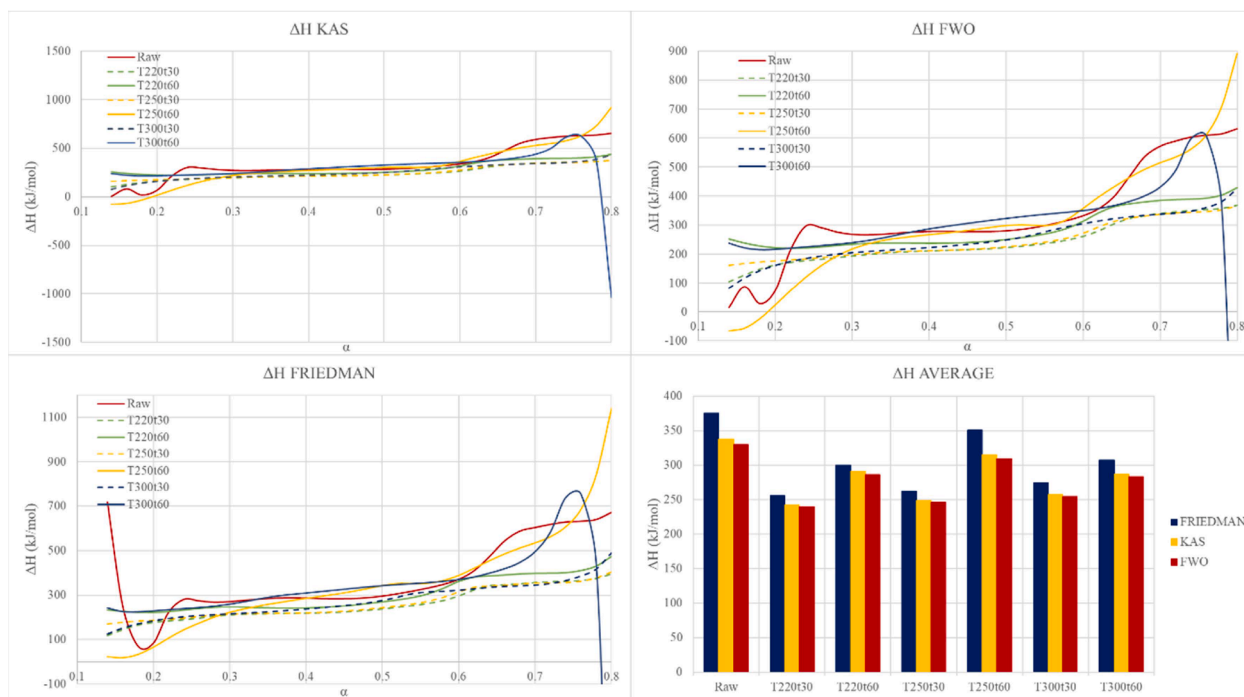 ΔH KAS
ΔH (kJ/mol)
1500
1000
500
0
-500
-1000
-1500
0.1 0.2 0.3 0.4 0.5 0.6 0.7 0.8
α
Raw
T220t30
T220t60
T250t30
T250t60
T300t30
T300t60
ΔH FWO
ΔH (kJ/mol)
900
800
700
600
500
400
300
200
100
0
-100
0.1 0.2 0.3 0.4 0.5 0.6 0.7 0.8
α
Raw
T220t30
T220t60
T250t30
T250t60
T300t30
T300t60
ΔH FRIEDMAN
ΔH (kJ/mol)
1100
900
700
500
300
100
-100
0.1 0.2 0.3 0.4 0.5 0.6 0.7 0.8
α
Raw
T220t30
T220t60
T250t30
T250t60
T300t30
T300t60
ΔH AVERAGE
ΔH (kJ/mol)
400
350
300
250
200
150
100
50
0
Raw T220t30 T220t60 T250t30 T250t60 T300t30 T300t60
FRIEDMAN
KAS
FWO